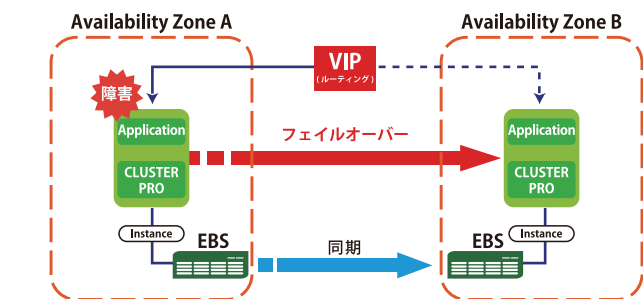 Availability Zone A
Availability Zone B
VIP
(ルーティング)
障害
Application
CLUSTER
PRO
フェイルオーバー
Application
CLUSTER
PRO
Instance
EBS
同期
EBS
Instance